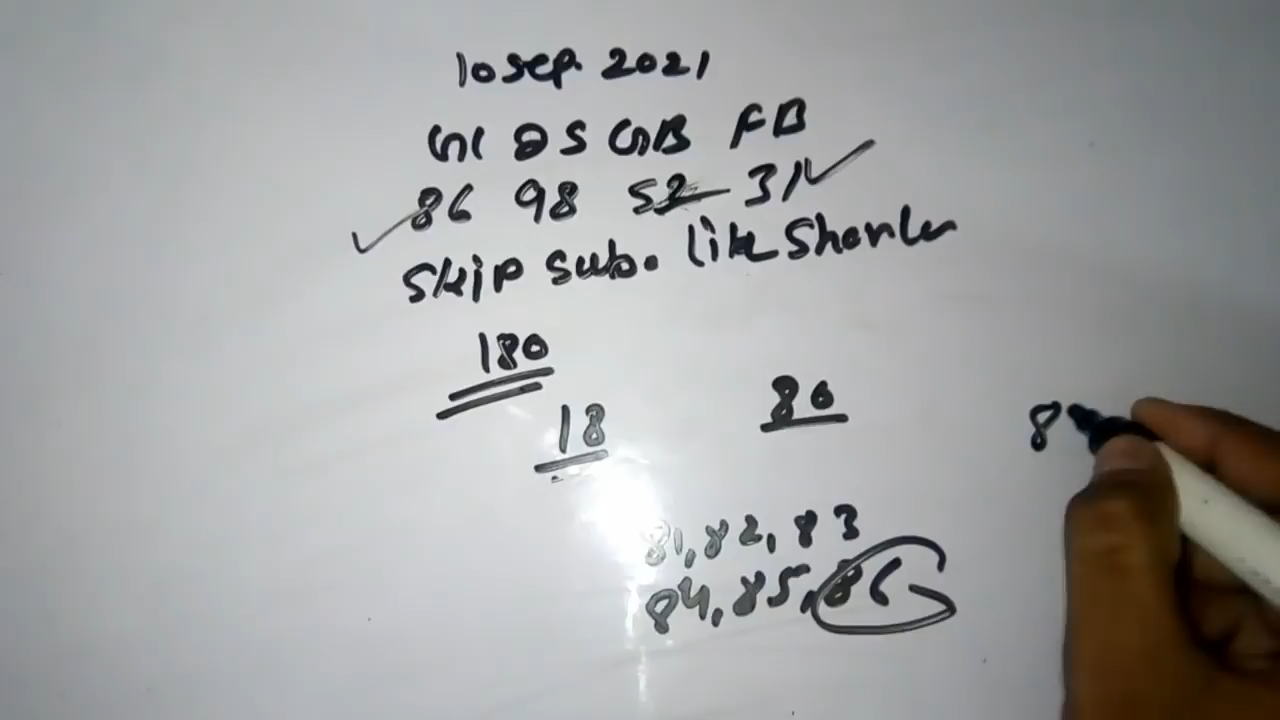 10 Sep. 2021
GL DS GB FB
86 98 52 31
Skip sub. like Share
180
18
80
8
81, 82, 83
84, 85, 86